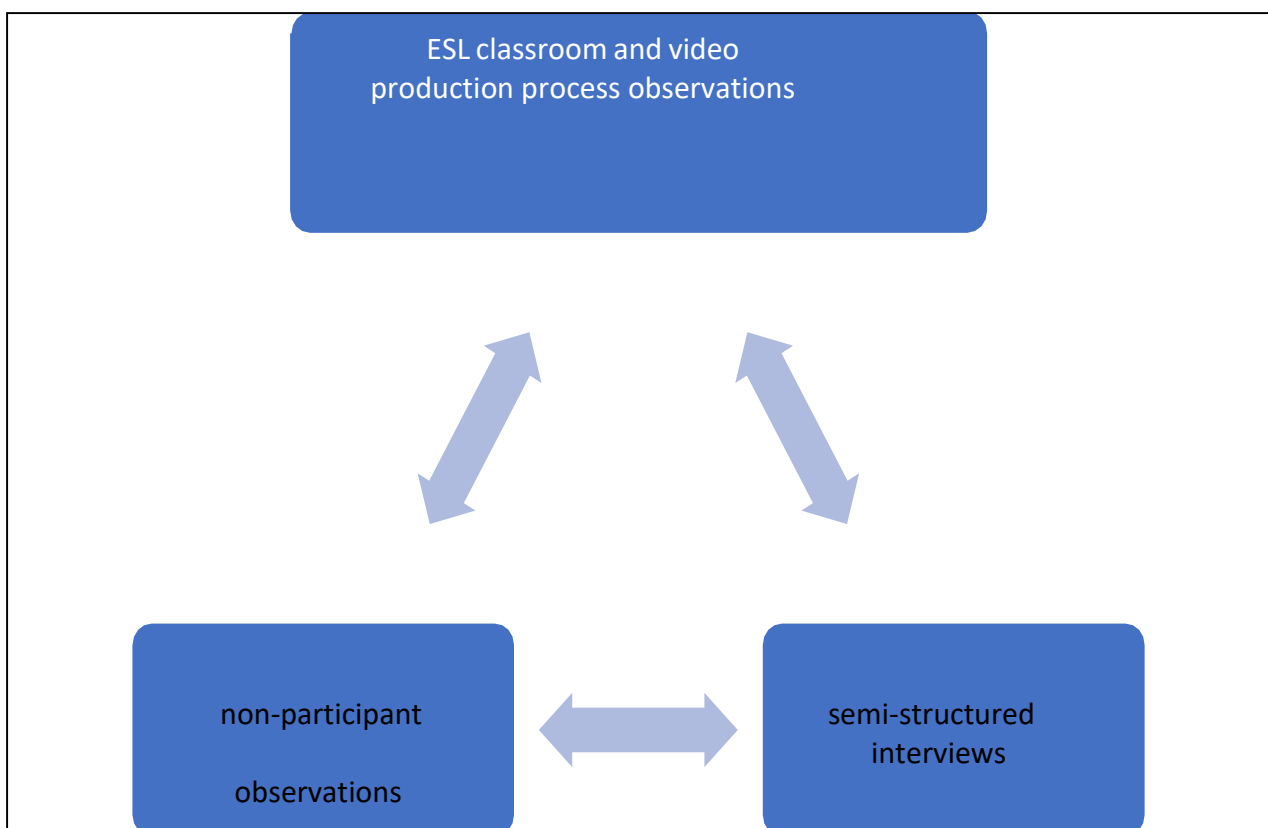 ESL classroom and video
production process observations
non-participant
observations
semi-structured
interviews